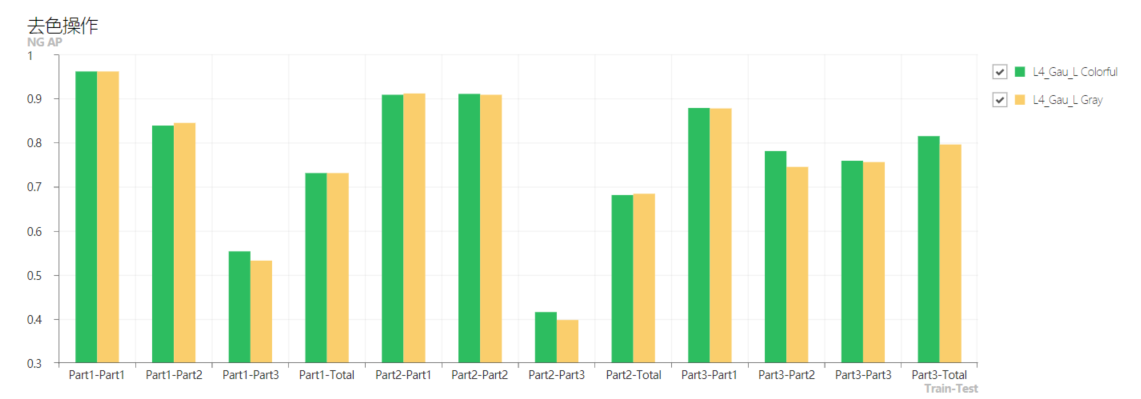 去色操作
NG AP
1
0.9
0.8
0.7
0.6
0.5
0.4
0.3
Part1-Part1 Part1-Part2 Part1-Part3 Part1-Total Part2-Part1 Part2-Part2 Part2-Part3 Part2-Total Part3-Part1 Part3-Part2 Part3-Part3 Part3-Total
Train-Test
L4_Gau_L Colorful
L4_Gau_L Gray